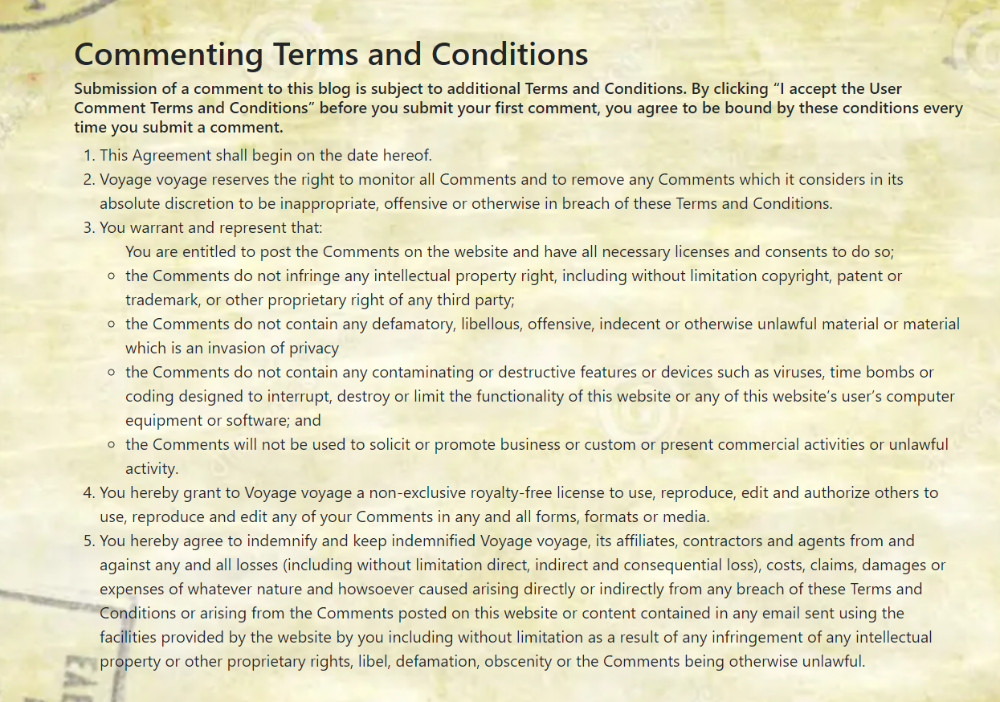 Commenting Terms and Conditions
Submission of a comment to this blog is subject to additional Terms and Conditions. By clicking “I accept the User
Comment Terms and Conditions” before you submit your first comment, you agree to be bound by these conditions every
time you submit a comment.
1. This Agreement shall begin on the date hereof.
2. Voyage voyage reserves the right to monitor all Comments and to remove any Comments which it considers in its
absolute discretion to be inappropriate, offensive or otherwise in breach of these Terms and Conditions.
3. You warrant and represent that:
You are entitled to post the Comments on the website and have all necessary licenses and consents to do so;
◦ the Comments do not infringe any intellectual property right, including without limitation copyright, patent or
trademark, or other proprietary right of any third party;
◦ the Comments do not contain any defamatory, libellous, offensive, indecent or otherwise unlawful material or material
which is an invasion of privacy
◦ the Comments do not contain any contaminating or destructive features or devices such as viruses, time bombs or
coding designed to interrupt, destroy or limit the functionality of this website or any of this website’s user’s computer
equipment or software; and
◦ the Comments will not be used to solicit or promote business or custom or present commercial activities or unlawful
activity.
4. You hereby grant to Voyage voyage a non-exclusive royalty-free license to use, reproduce, edit and authorize others to
use, reproduce and edit any of your Comments in any and all forms, formats or media.
5. You hereby agree to indemnify and keep indemnified Voyage voyage, its affiliates, contractors and agents from and
against any and all losses (including without limitation direct, indirect and consequential loss), costs, claims, damages or
expenses of whatever nature and howsoever caused arising directly or indirectly from any breach of these Terms and
Conditions or arising from the Comments posted on this website or content contained in any email sent using the
facilities provided by the website by you including without limitation as a result of any infringement of any intellectual
property or other proprietary rights, libel, defamation, obscenity or the Comments being otherwise unlawful.